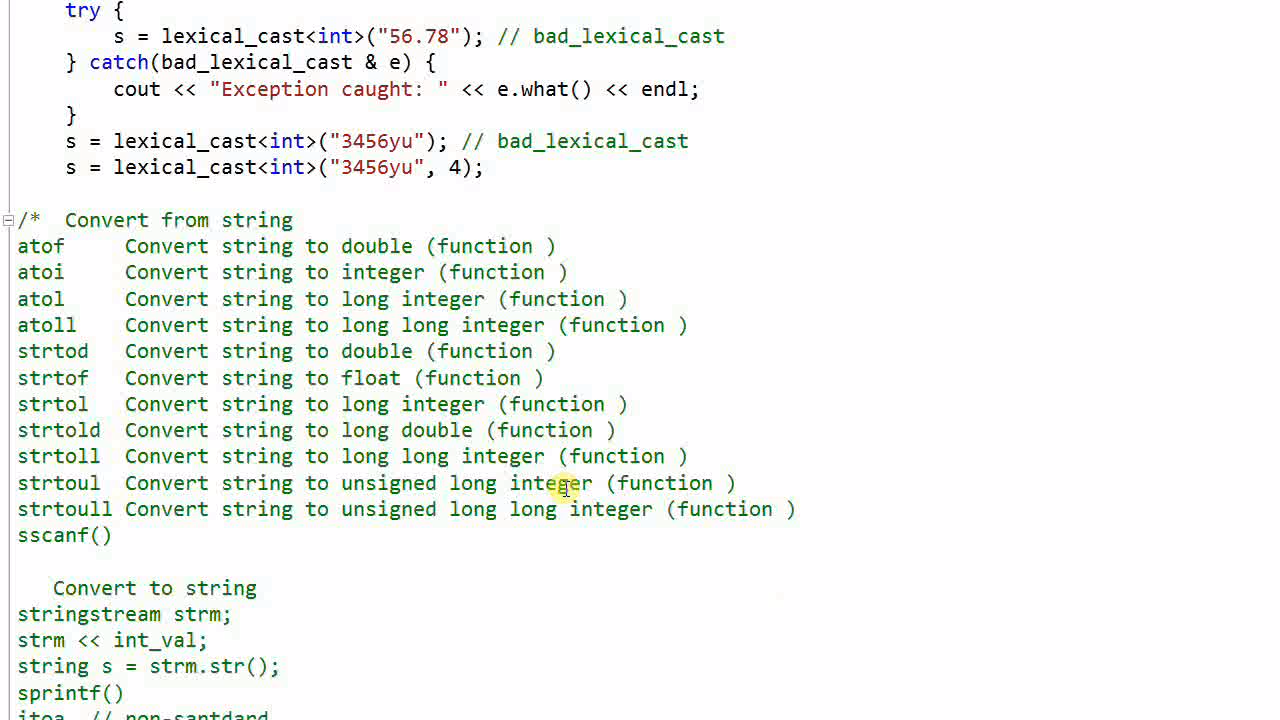 try {
s = lexical_cast<int>("56.78"); // bad_lexical_cast
} catch(bad_lexical_cast & e) {
cout << "Exception caught: " << e.what() << endl;
}
s = lexical_cast<int>("3456yu"); // bad_lexical_cast
s = lexical_cast<int>("3456yu", 4);
/* Convert from string
atof Convert string to double (function )
atoi Convert string to integer (function )
atol Convert string to long integer (function )
atoll Convert string to long long integer (function )
strtod Convert string to double (function )
strtof Convert string to float (function )
strtol Convert string to long integer (function )
strtold Convert string to long double (function )
strtoll Convert string to long long integer (function )
strtoul Convert string to unsigned long integer (function )
strtoull Convert string to unsigned long long integer (function )
sscanf()
Convert to string
stringstream strm;
strm << int_val;
string s = strm.str();
sprintf()
itoa // non-santdard